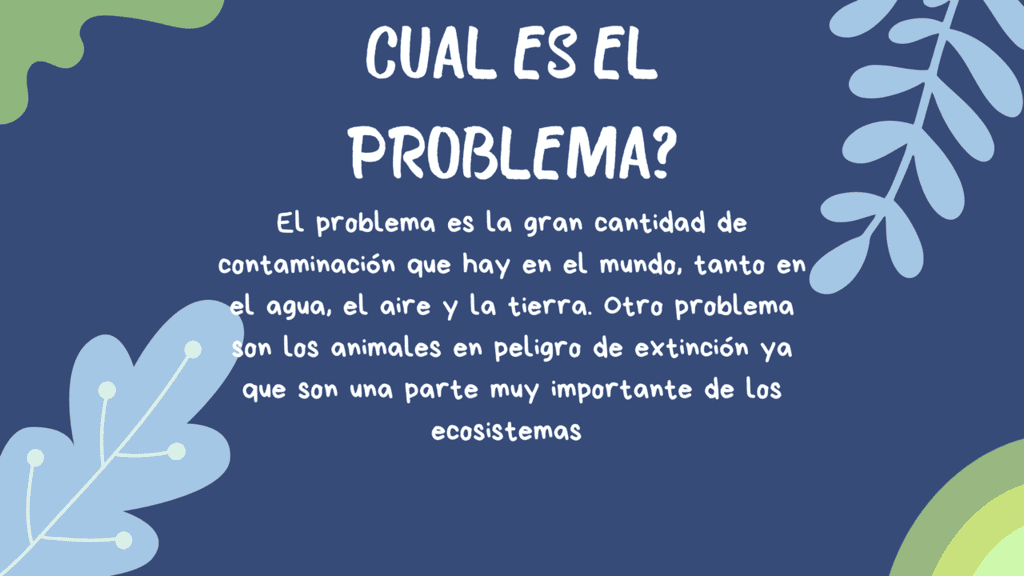 CUAL ES EL
PROBLEMA?
El problema es la gran cantidad de
contaminación que hay en el mundo, tanto en
el agua, el aire y la tierra. Otro problema
son los animales en peligro de extinción ya
que son una parte muy importante de los
ecosistemas